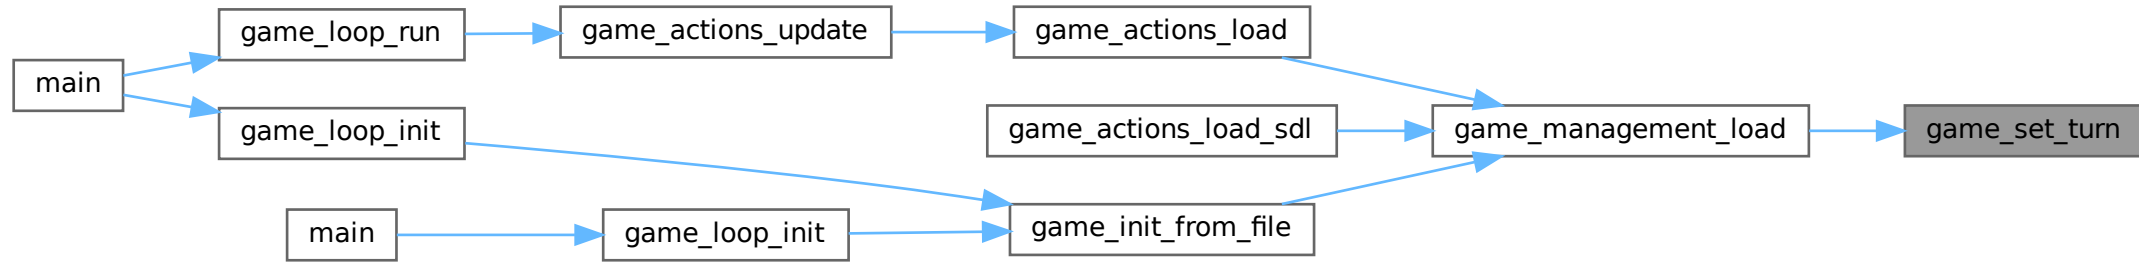 main
game_loop_run
game_actions_update
game_actions_load
game_loop_init
game_actions_load_sdl
game_management_load
game_set_turn
main
game_loop_init
game_init_from_file